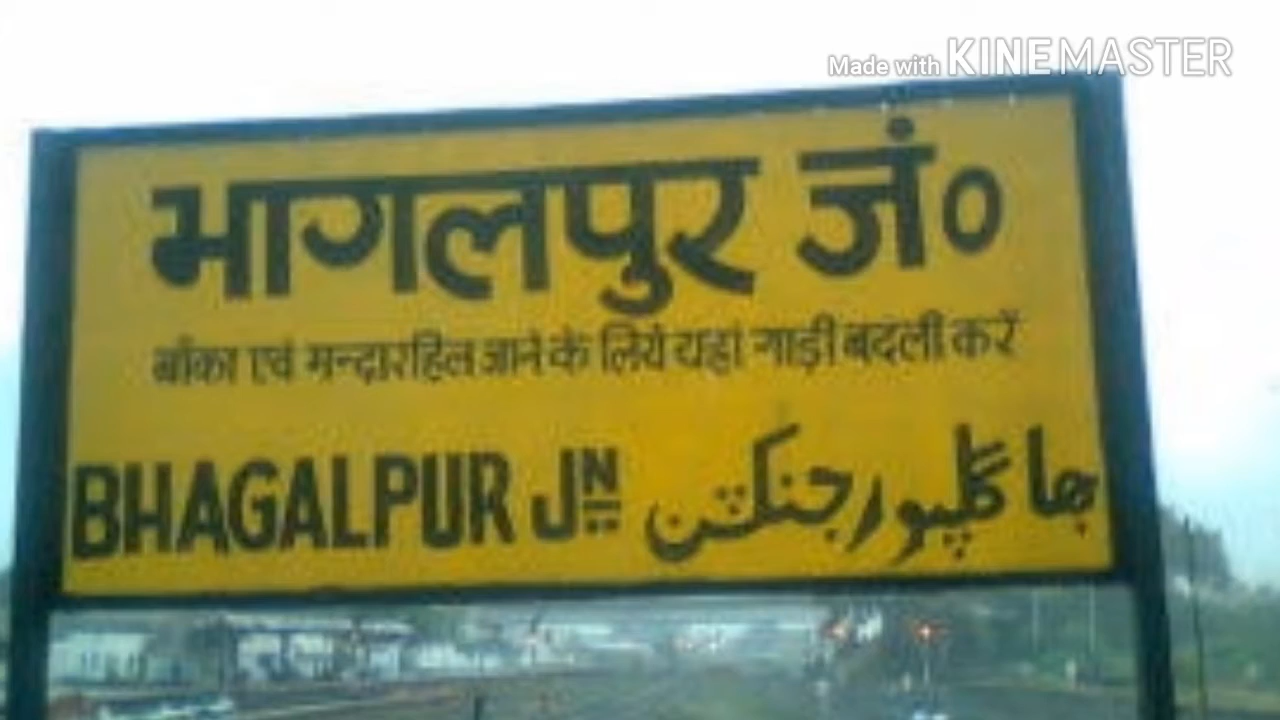 Made with KINEMASTER
भागलपुर जं०
बाँका एवं मन्दारहिल जाने के लिये यहां गाड़ी बदली करें
BHAGALPUR JN بھاگلپور جنکشن